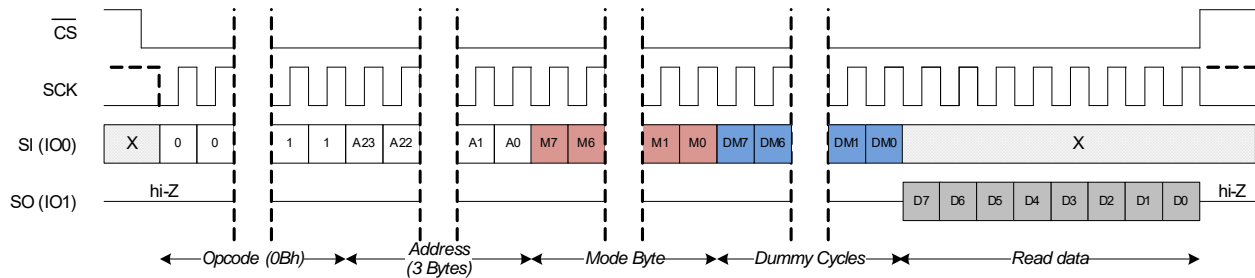 CS
SCK
SI (IO0) X 0 0 1 1 A23 A22 A1 A0 M7 M6 M1 M0 DM7 DM6 DM1 DM0 X
hi-Z hi-Z
SO (IO1) D7 D6 D5 D4 D3 D2 D1 D0
Opcode (0Bh) Address (3 Bytes) Mode Byte Dummy Cycles Read data